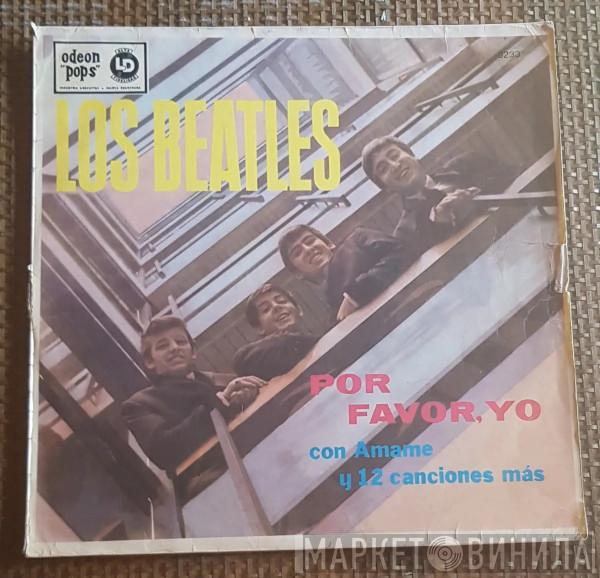 odeon
"pops"
LD
LOS BEATLES
POR
FAVOR, YO
con Amame
y 12 canciones más
МАРКЕТ ВИНИЛА